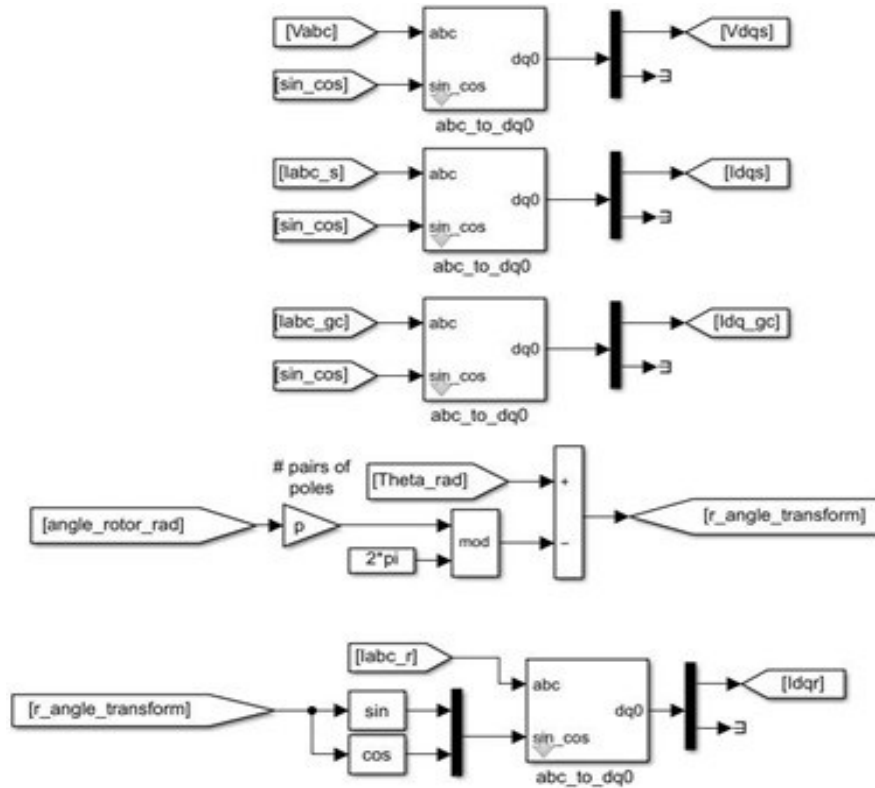 [Vabc]
abc
dq0
[Vdqs]
[sin_cos]
sin_cos
abc_to_dq0
[Iabc_s]
abc
dq0
[Idqs]
[sin_cos]
sin_cos
abc_to_dq0
[Iabc_gc]
abc
dq0
[Idq_gc]
[sin_cos]
sin_cos
abc_to_dq0
# pairs of
poles
[Theta_rad]
+
[angle_rotor_rad]
p
mod
2*pi
−
[r_angle_transform]
[Iabc_r]
abc
dq0
[Idqr]
[r_angle_transform]
sin
cos
sin_cos
abc_to_dq0